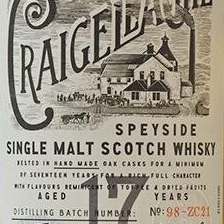 CRAIGELLACHIE
SPEYSIDE
SINGLE MALT SCOTCH WHISKY
RESTED IN HAND MADE OAK CASKS FOR A MINIMUM
OF SEVENTEEN YEARS FOR A RICH FULL CHARACTER
WITH FLAVOURS REMINISCENT OF TOFFEE & DRIED FRUITS
AGED 17 YEARS
DISTILLING BATCH NUMBER: No: 98-ZC21